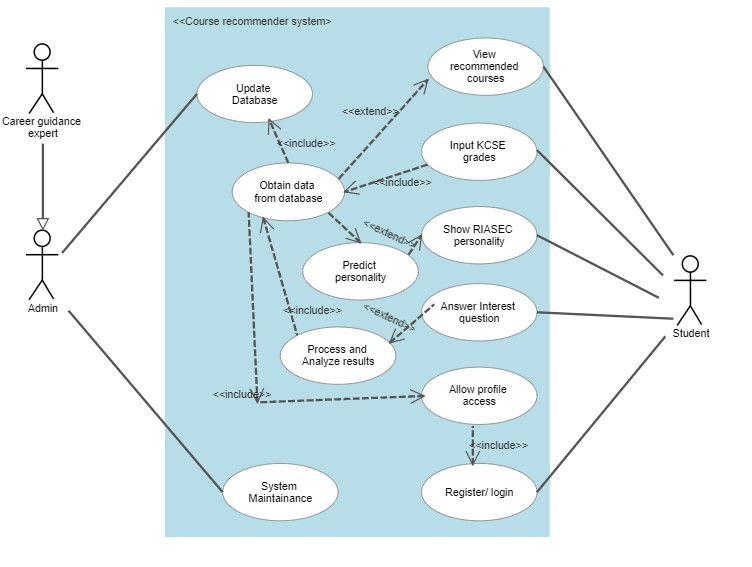 <<Course recommender system>
View
recommended
courses
Update
Database
<<extend>>
Career guidance
expert
<<include>>
Input KCSE
grades
<<include>>
Obtain data
from database
<<extend>>
Show RIASEC
personality
Predict
personality
Admin
<<include>>
<<extend>>
Answer Interest
question
Student
Process and
Analyze results
<<include>>
Allow profile
access
<<include>>
System
Maintainance
Register/ login